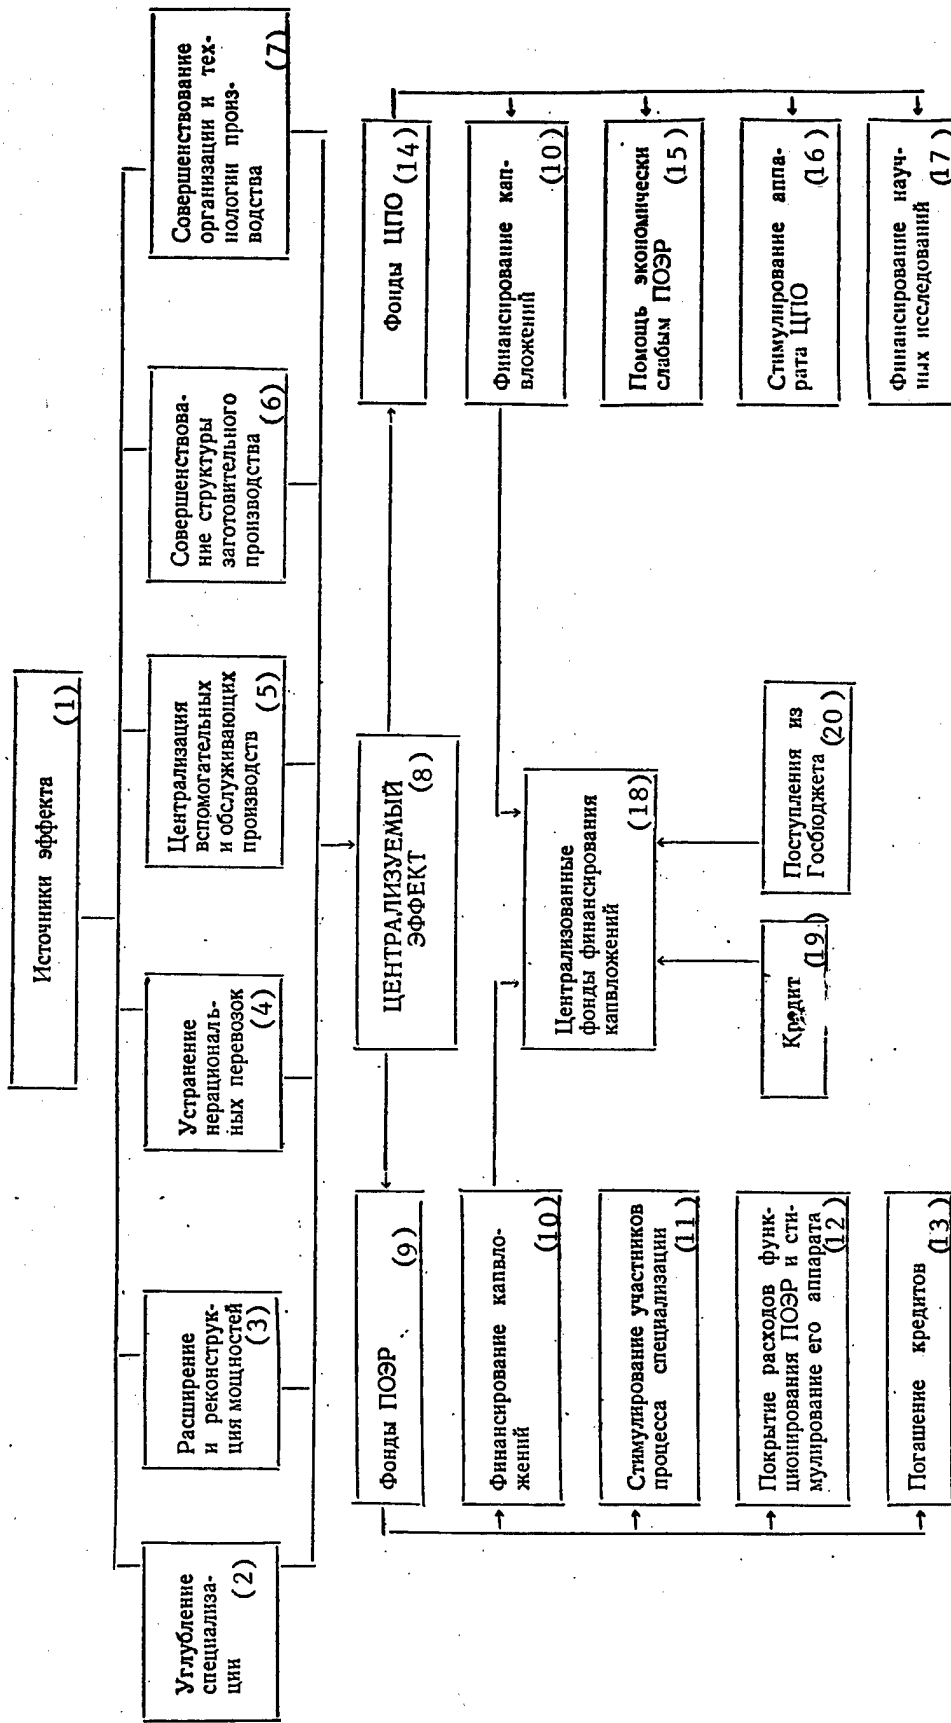 Источники эффекта
(1)
Углубление
специализа-
ции
(2)
Расширение
и реконструк-
ция мощностей
(3)
Устранение
нерациональ-
ных перевозок
(4)
Централизация
вспомогательных
и обслуживающих
производств
(5)
Совершенствова-
ние структуры
заготовительного
производства
(6)
Совершенствование
организации и тех-
нологии произ-
водства
(7)
ЦЕНТРАЛИЗУЕМЫЙ
ЭФФЕКТ
(8)
Фонды ПОЭР
(9)
Финансирование капвло-
жений
(10)
Стимулирование участников
процесса специализации
(11)
Покрытие расходов функ-
ционирования ПОЭР и сти-
мулирование его аппарата
(12)
Погашение кредитов
(13)
Фонды ЦПО
(14)
Финансирование кап-
вложений
(10)
Помощь экономически
слабым ПОЭР
(15)
Стимулирование аппа-
рата ЦПО
(16)
Финансирование науч-
ных исследований
(17)
Централизованные
фонды финансирования
капвложений
(18)
Кредит
(19)
Поступления из
Госбюджета
(20)